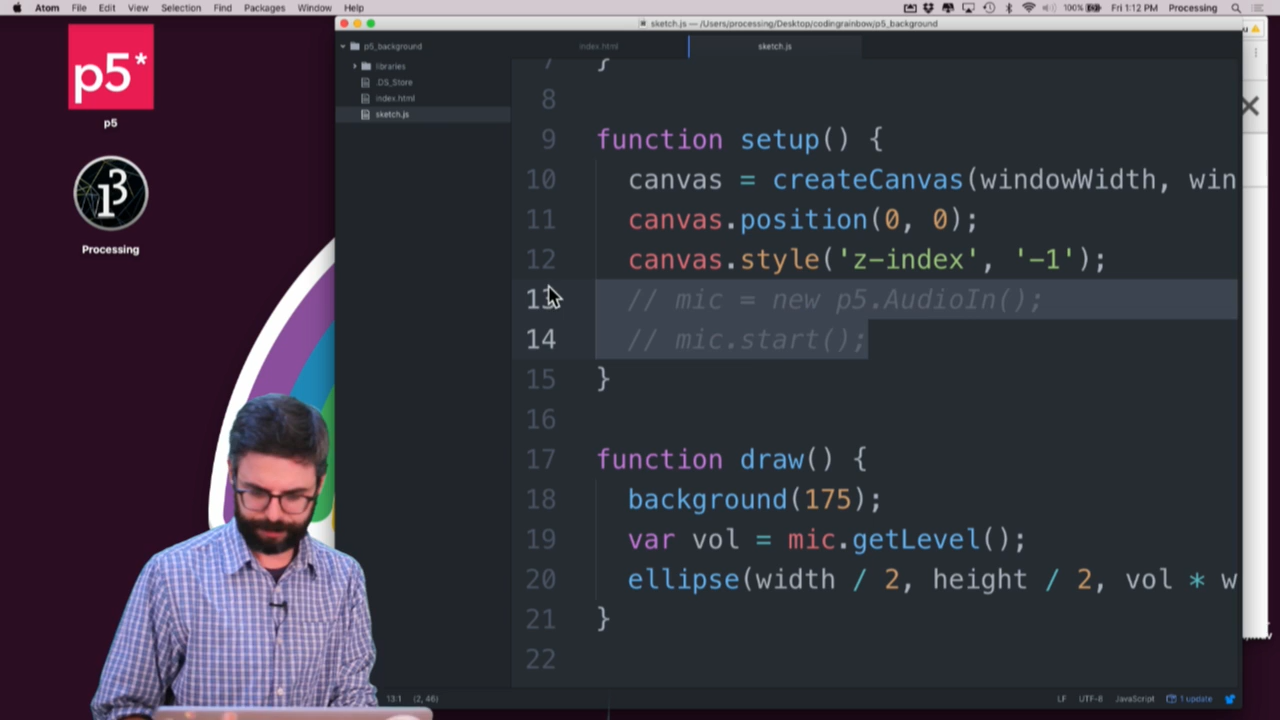 Atom File Edit View Selection Find Packages Window Help 100% Fri 1:12 PM Processing
sketch.js — /Users/processing/Desktop/codingrainbow/p5_background
p5_background index.html sketch.js
libraries
.DS_Store
index.html
sketch.js
p5*
p5
Processing
7 }
8
9 function setup() {
10 canvas = createCanvas(windowWidth, win
11 canvas.position(0, 0);
12 canvas.style('z-index', '-1');
13 // mic = new p5.AudioIn();
14 // mic.start();
15 }
16
17 function draw() {
18 background(175);
19 var vol = mic.getLevel();
20 ellipse(width / 2, height / 2, vol * w
21 }
22
13:1 (2, 46) LF UTF-8 JavaScript 1 update